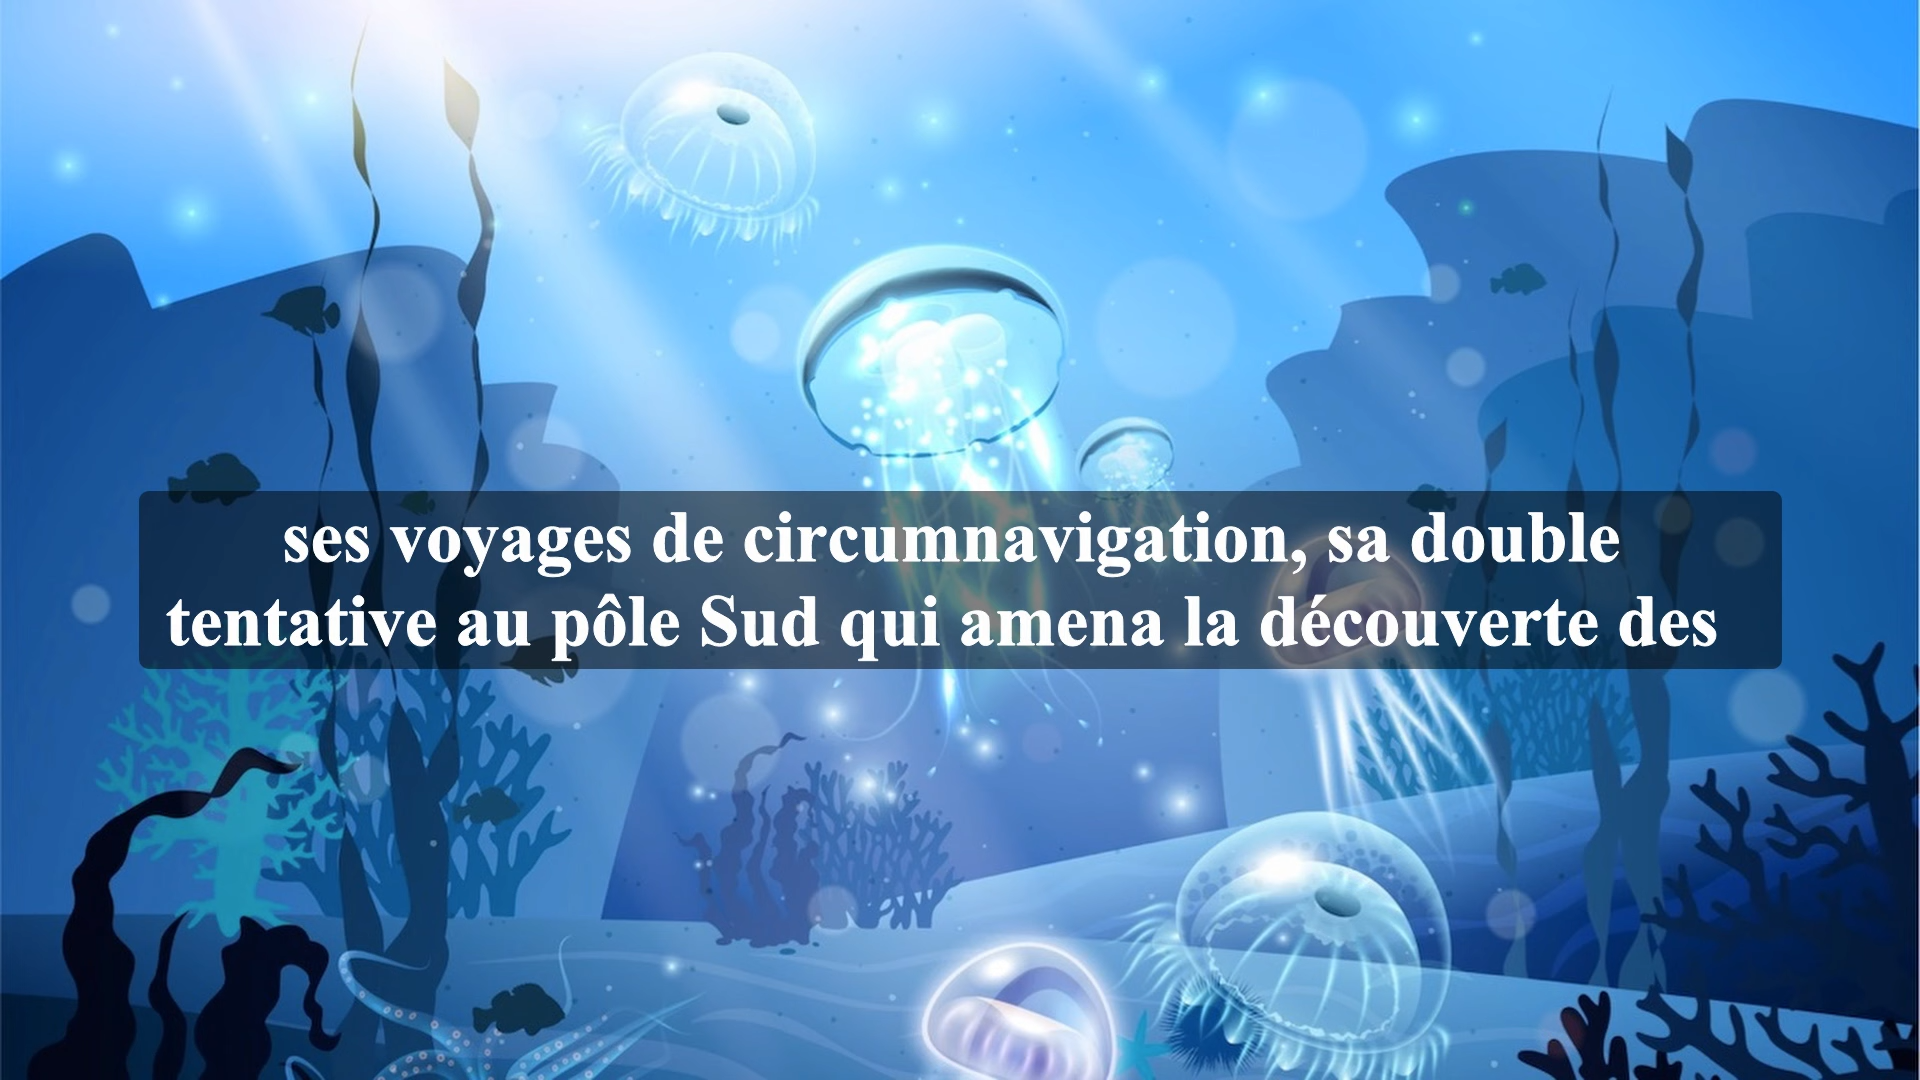 ses voyages de circumnavigation, sa double
tentative au pôle Sud qui amena la découverte des